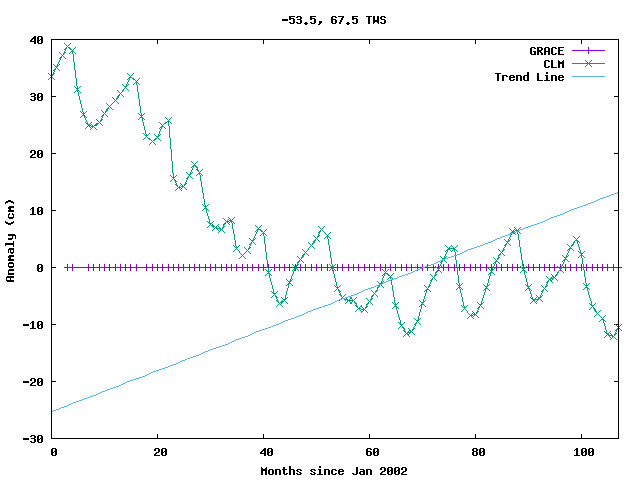 -53.5, 67.5 TWS
GRACE
CLM
Trend Line
40
30
20
10
0
-10
-20
-30
Anomaly (cm)
0 20 40 60 80 100
Months since Jan 2002